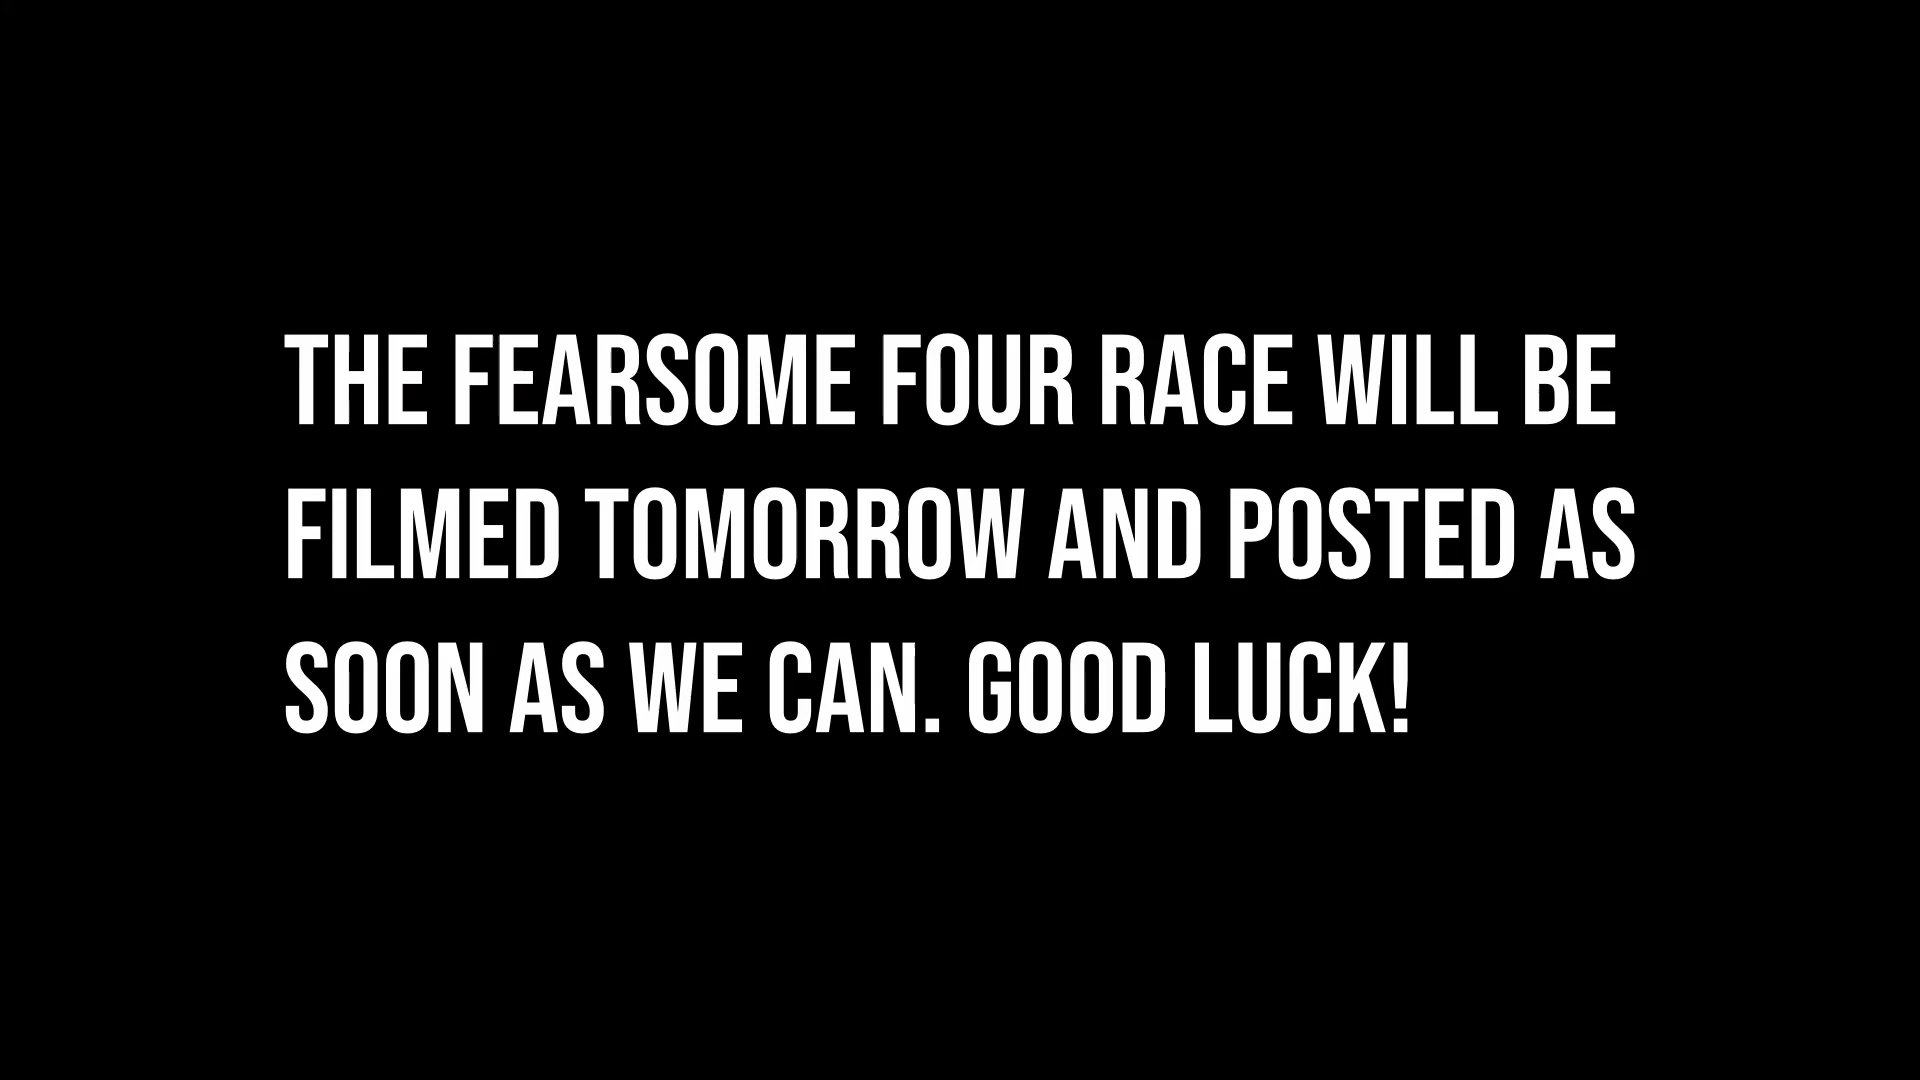 THE FEARSOME FOUR RACE WILL BE
FILMED TOMORROW AND POSTED AS
SOON AS WE CAN. GOOD LUCK!